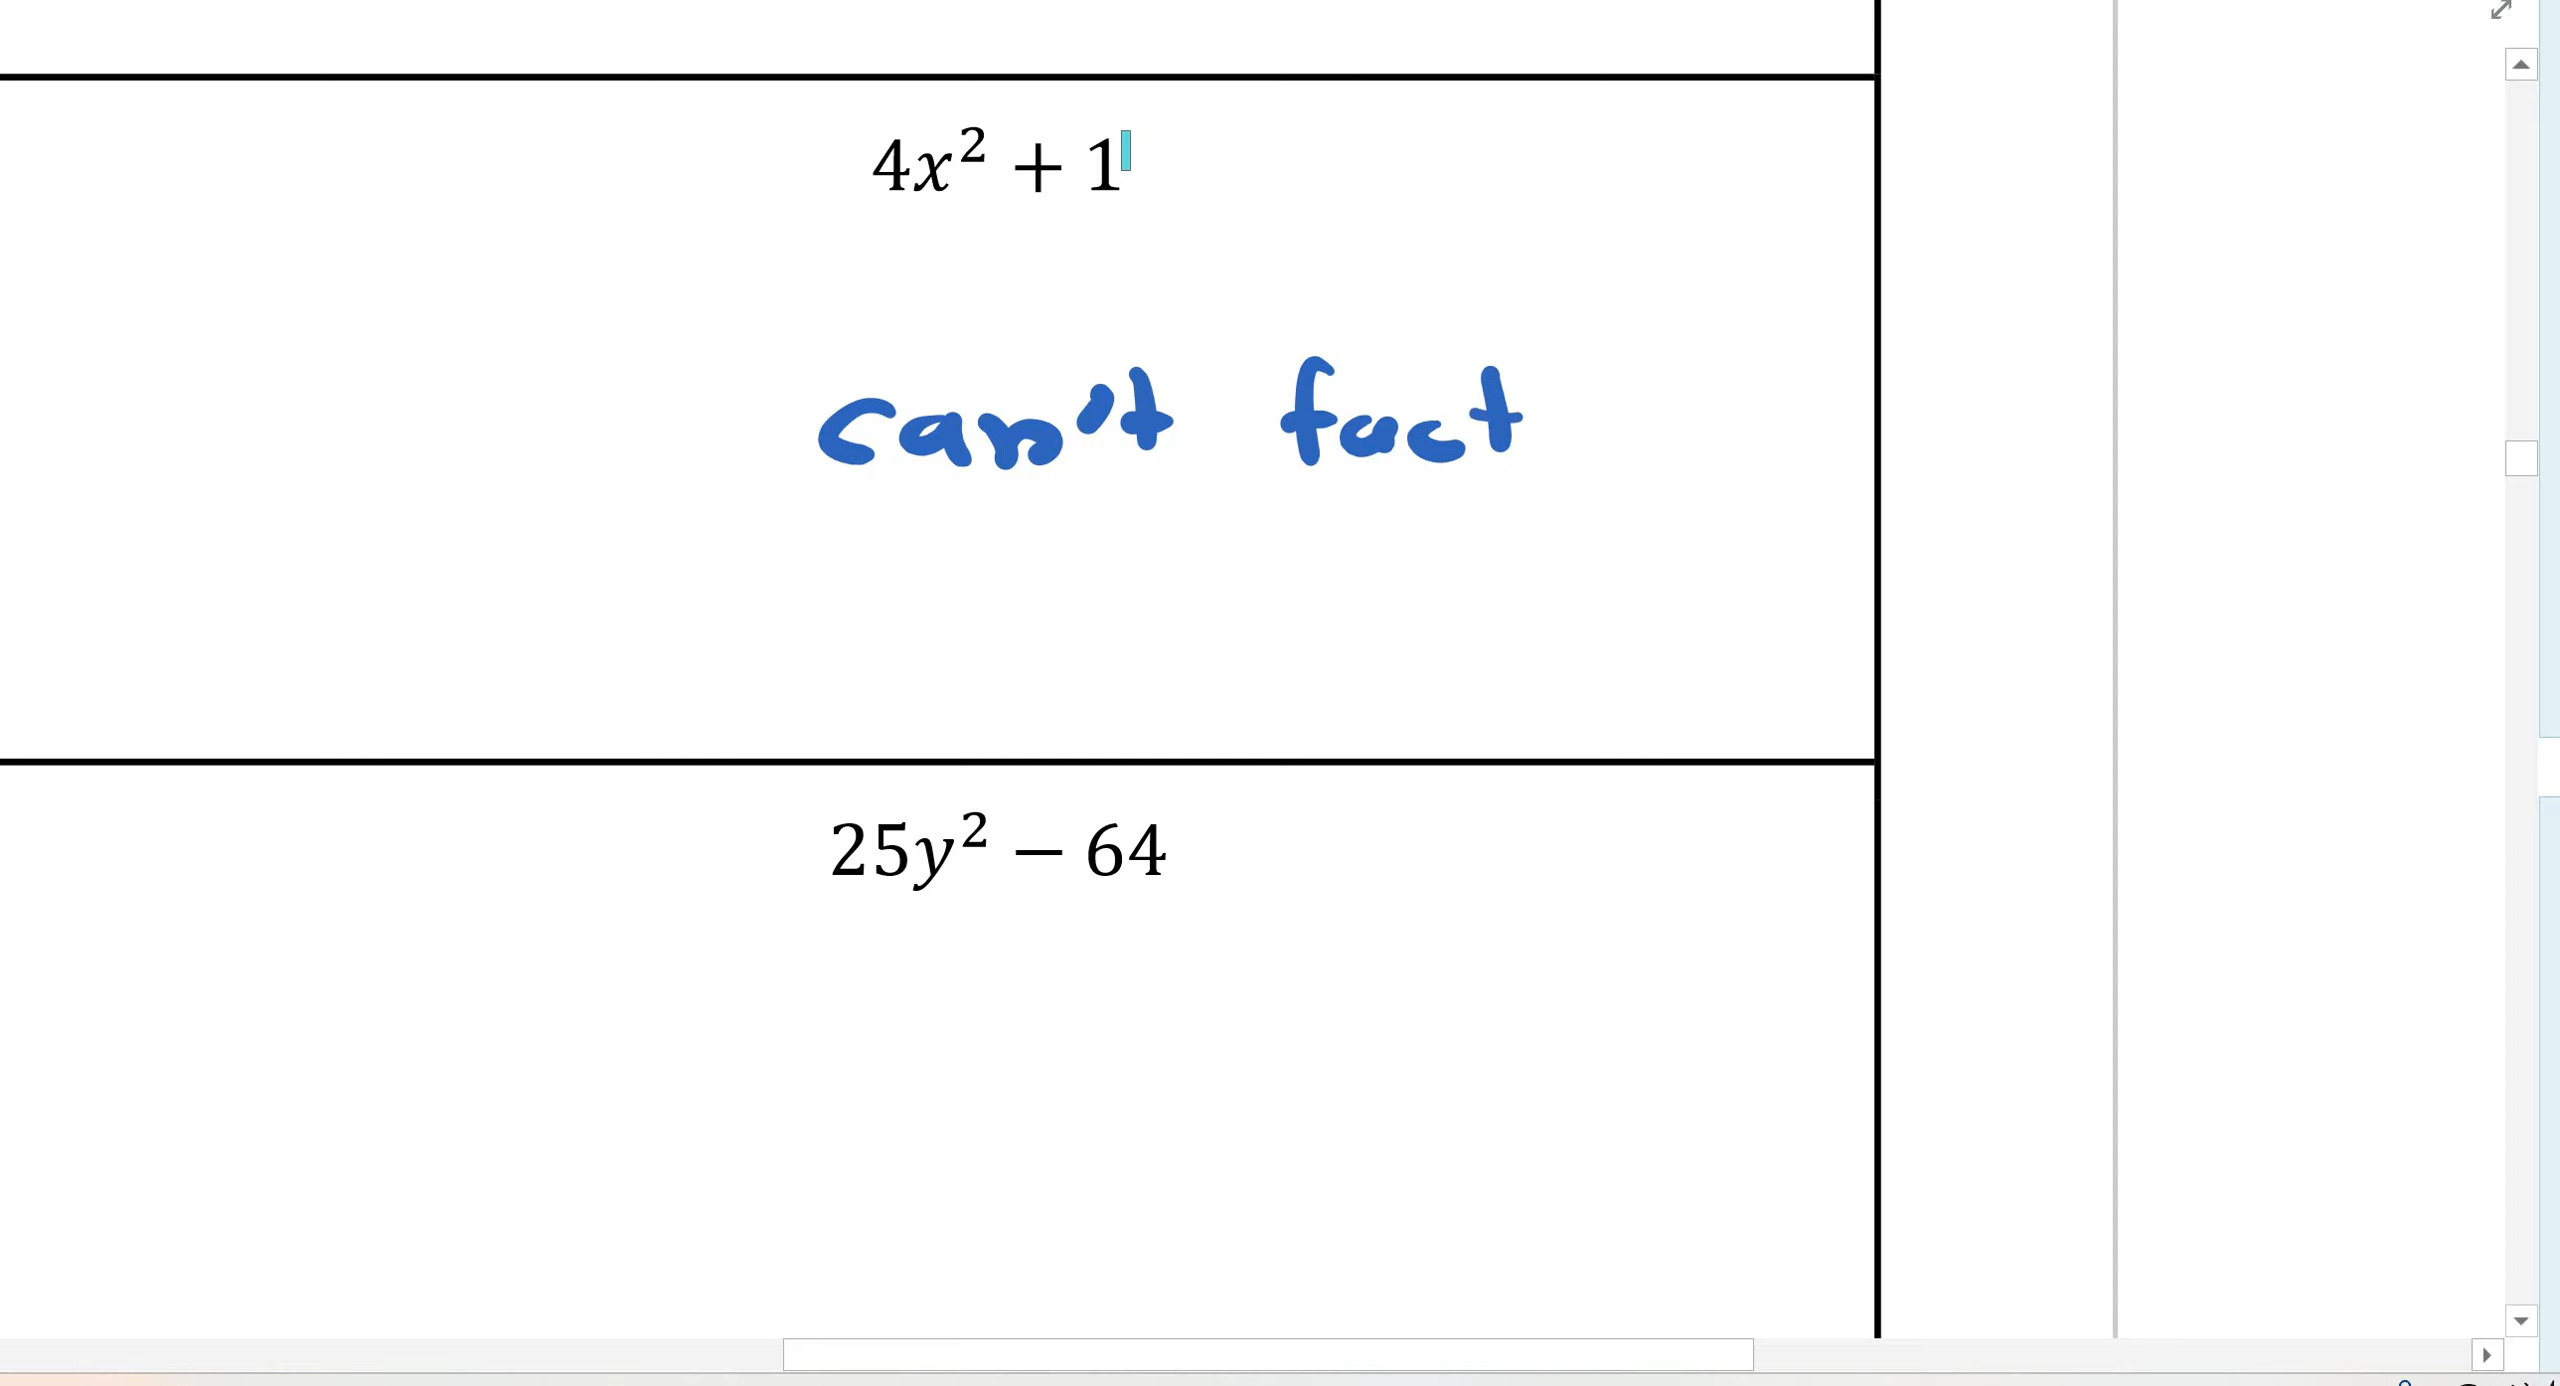 4x² + 1
can't fact
25y² − 64